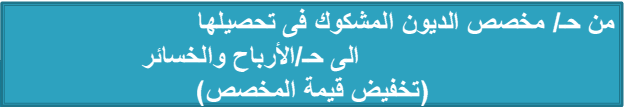 من حـ/ مخصص الديون المشكوك فى تحصيلها
الى حـ/الأرباح والخسائر
(تخفيض قيمة المخصص)